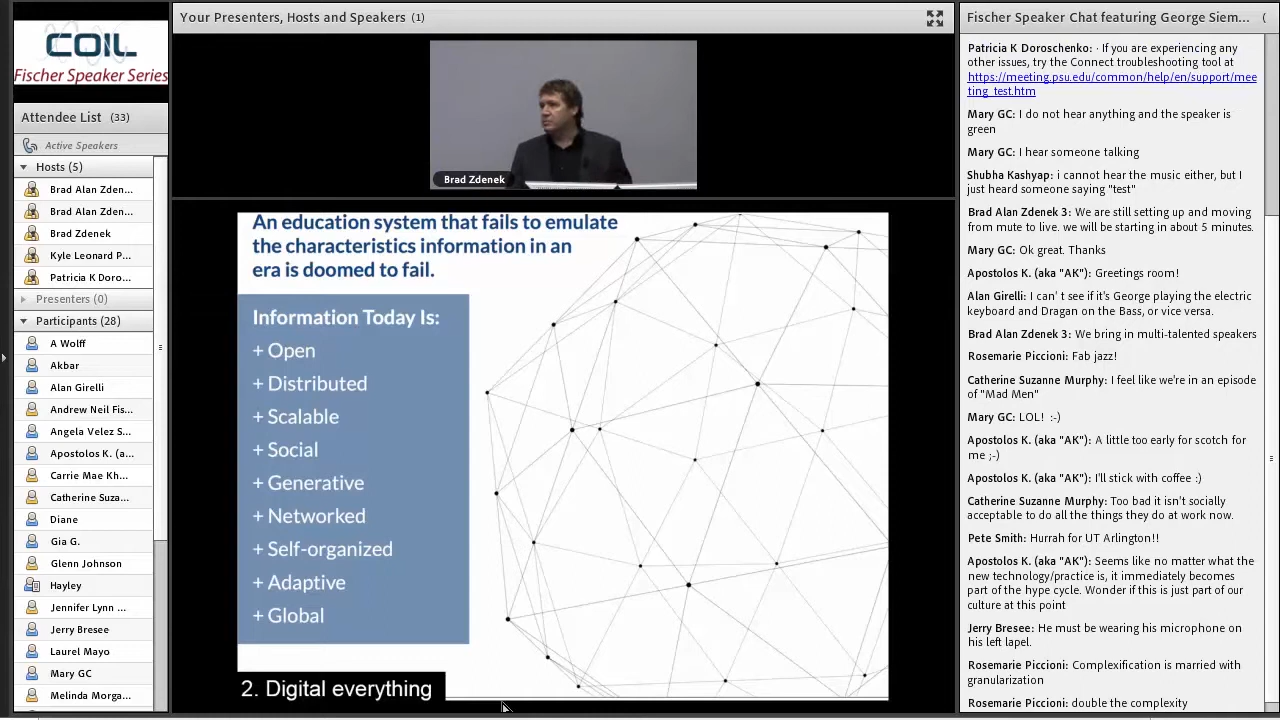 COIL
Fischer Speaker Series
Attendee List (33)
Active Speakers
Hosts (5)
Brad Alan Zden...
Brad Alan Zden...
Brad Zdenek
Kyle Leonard P...
Patricia K Doro...
Presenters (0)
Participants (28)
A Wolff
Akbar
Alan Girelli
Andrew Neil Fis...
Angela Velez S...
Apostolos K. (a...
Carrie Mae Kh...
Catherine Suza...
Diane
Gia G.
Glenn Johnson
Hayley
Jennifer Lynn ...
Jerry Bresee
Laurel Mayo
Mary GC
Melinda Morga...
Your Presenters, Hosts and Speakers (1)
Brad Zdenek
An education system that fails to emulate
the characteristics information in an
era is doomed to fail.
Information Today Is:
+ Open
+ Distributed
+ Scalable
+ Social
+ Generative
+ Networked
+ Self-organized
+ Adaptive
+ Global
2. Digital everything
Fischer Speaker Chat featuring George Siem... (
Patricia K Doroschenko: · If you are experiencing any
other issues, try the Connect troubleshooting tool at
https://meeting.psu.edu/common/help/en/support/mee
ting_test.htm
Mary GC: I do not hear anything and the speaker is
green
Mary GC: I hear someone talking
Shubha Kashyap: i cannot hear the speaker, but I
just heard someone saying "test"
Brad Alan Zdenek 3: We are still setting up and moving
from mute to live. we will be starting in about 5 minutes.
Mary GC: Ok great. Thanks
Apostolos K. (aka "AK"): Greetings room!
Alan Girelli: I can' t see if it's George playing the electric
keyboard and Dragan on the Bass, or vice versa.
Brad Alan Zdenek 3: We bring in multi-talented speakers
Rosemarie Piccioni: Fab jazz!
Catherine Suzanne Murphy: I feel like we're in an episode
of "Mad Men"
Mary GC: LOL! :-)
Apostolos K. (aka "AK"): A little too early for scotch for
me ;-)
Apostolos K. (aka "AK"): I'll stick with coffee :)
Catherine Suzanne Murphy: Too bad it isn't socially
acceptable to do all the things they do at work now.
Pete Smith: Hurrah for UT Arlington!!
Apostolos K. (aka "AK"): Seems like no matter what the
new technology/practice is, it immediately becomes
part of the hype cycle. Wonder if this is just part of our
culture at this point
Jerry Bresee: He must be wearing his microphone on
his left lapel.
Rosemarie Piccioni: Complexification is married with
granularization
Rosemarie Piccioni: double the complexity